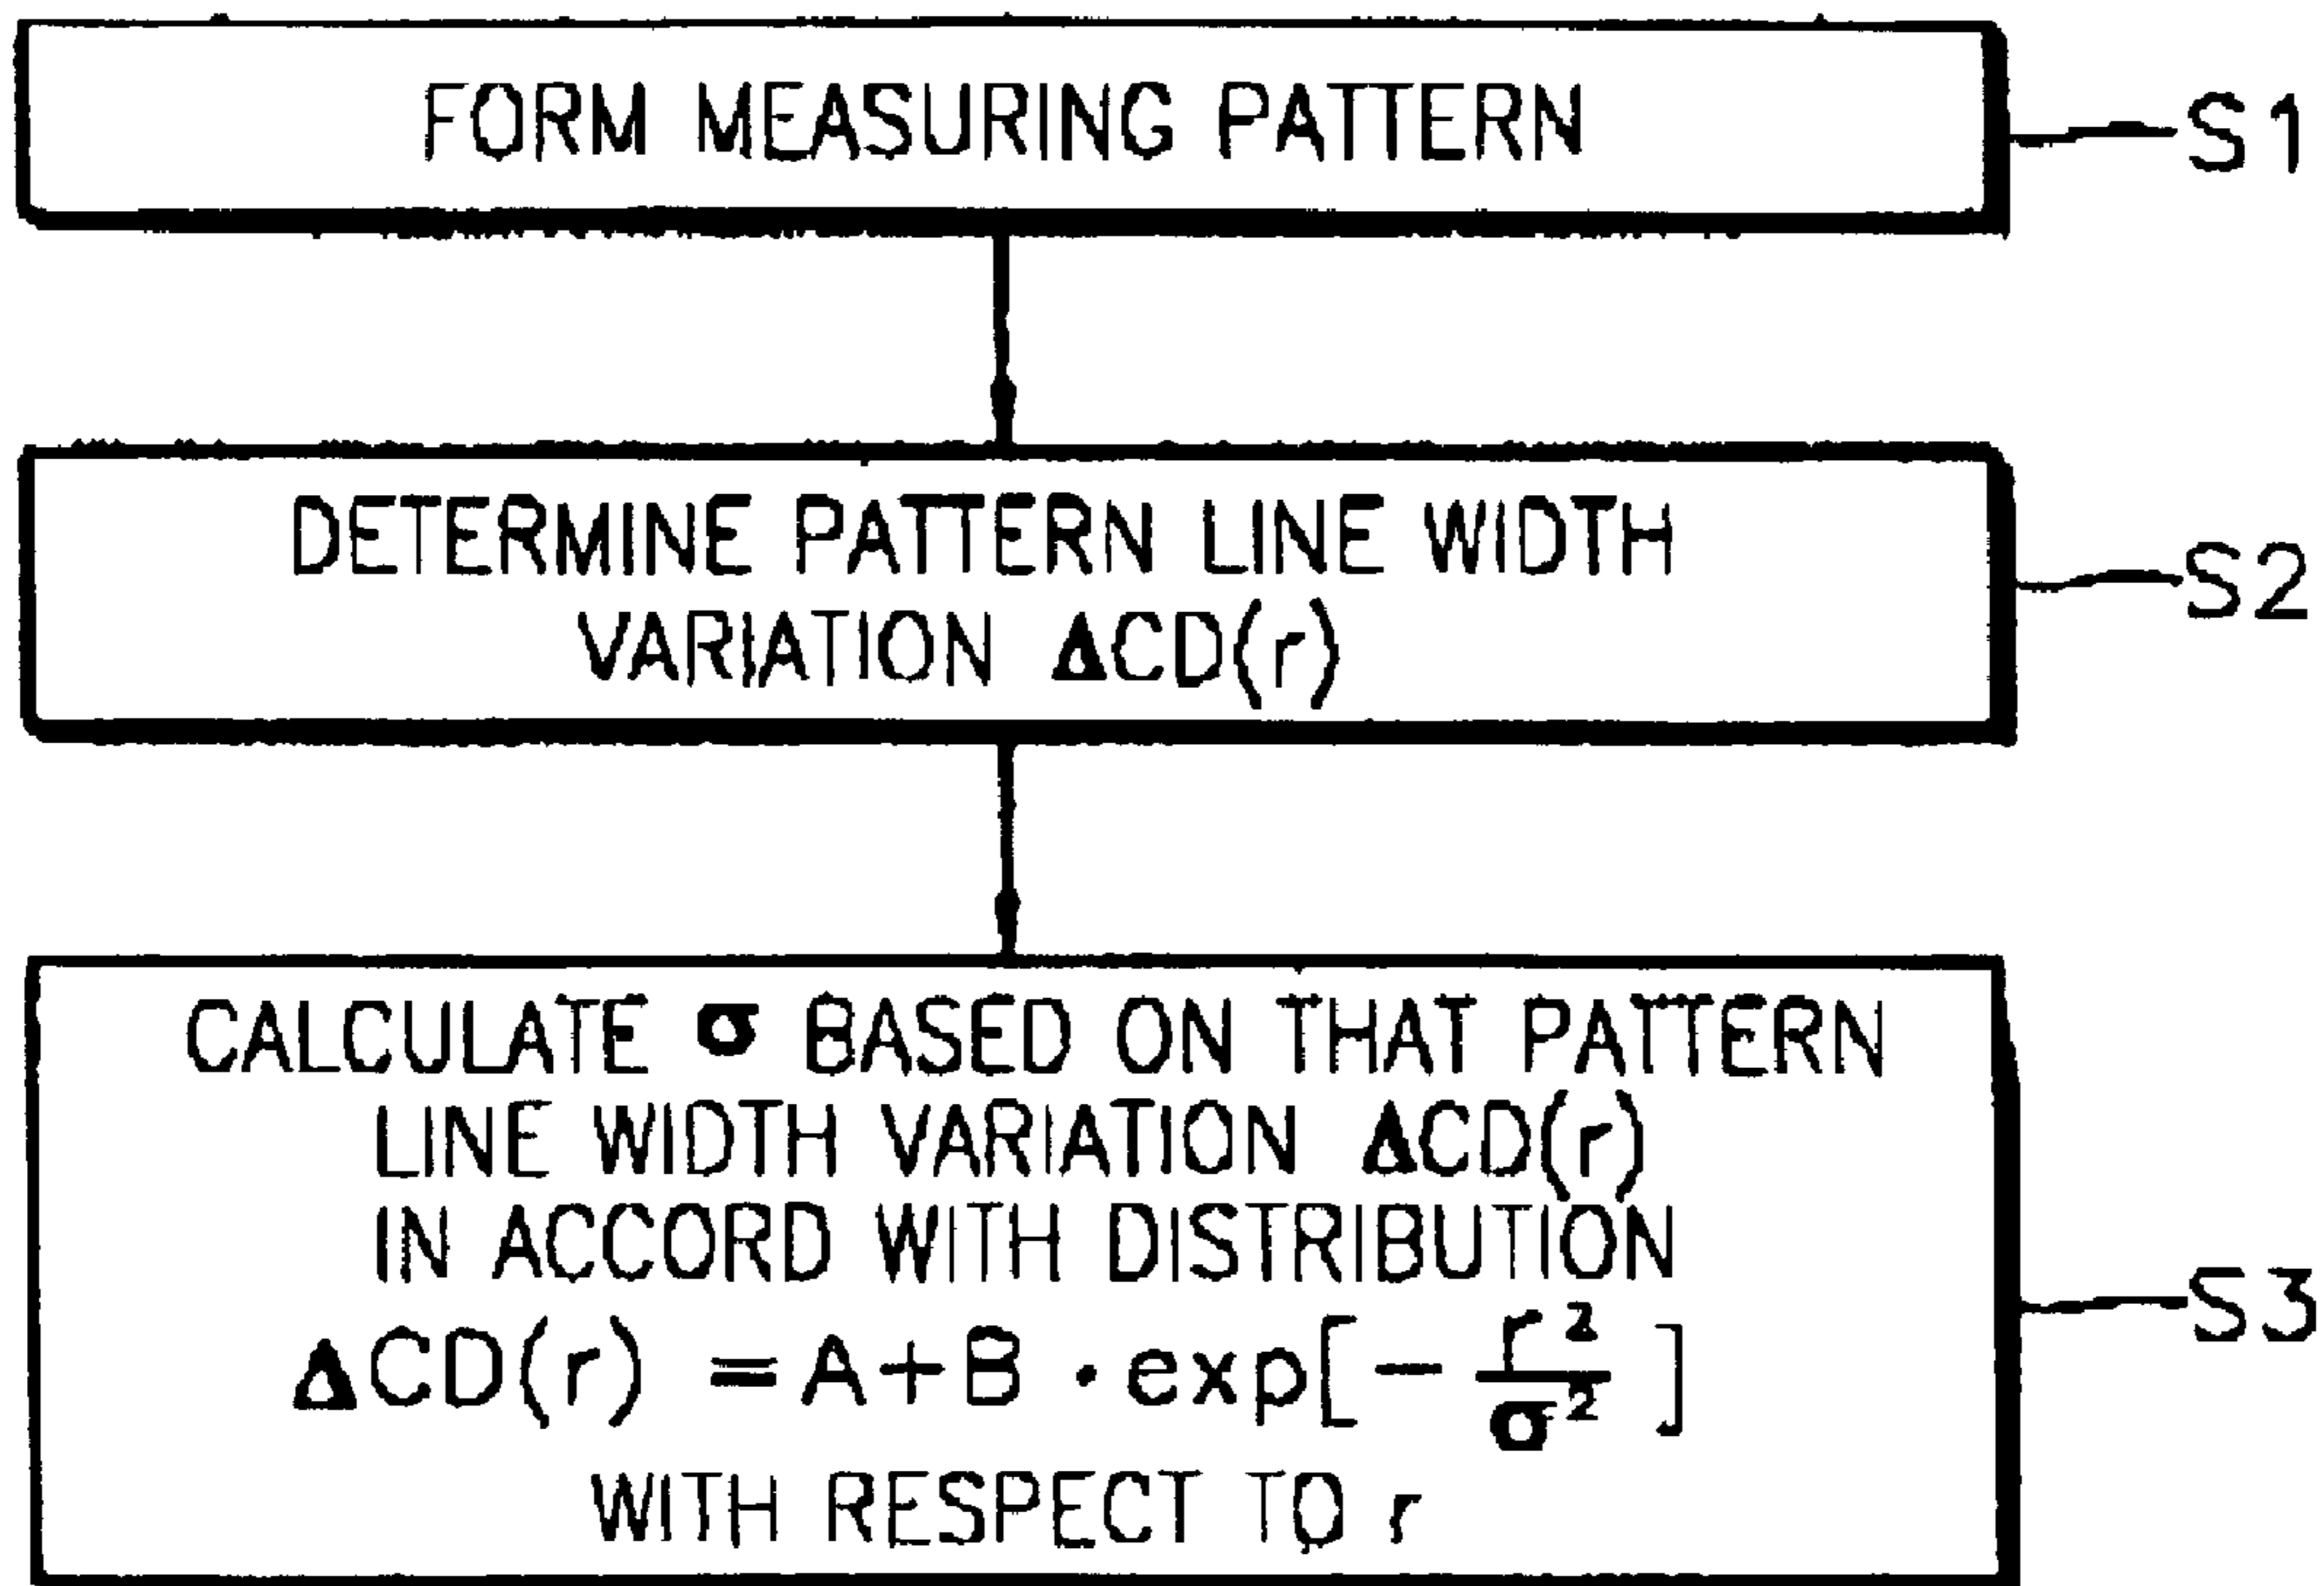 FORM MEASURING PATTERN
S1
DETERMINE PATTERN LINE WIDTH
VARIATION ΔCD(r)
S2
CALCULATE σ BASED ON THAT PATTERN
LINE WIDTH VARIATION ΔCD(r)
IN ACCORD WITH DISTRIBUTION
ΔCD(r) = A+B · exp[ - r²/σ² ]
WITH RESPECT TO r
S3